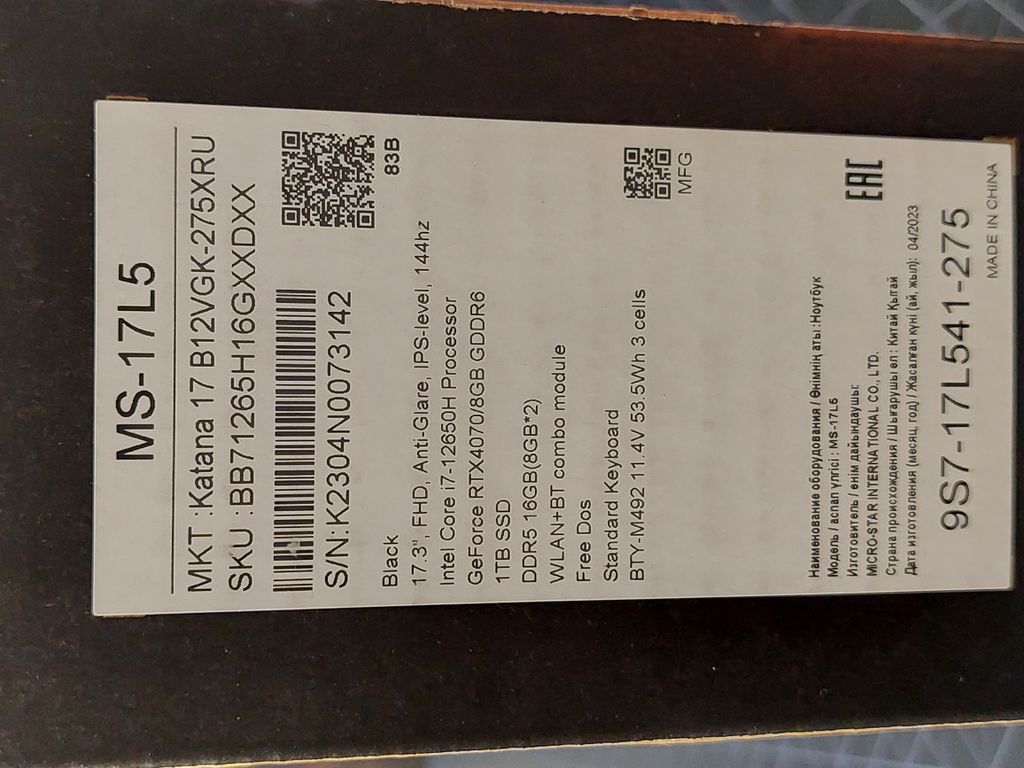 MS-17L5
MKT :Katana 17 B12VGK-275XRU
SKU :BB71265H16GXXDXX
S/N:K2304N0073142
83B
Black
17.3", FHD, Anti-Glare, IPS-level, 144hz
Intel Core i7-12650H Processor
GeForce RTX4070/8GB GDDR6
1TB SSD
DDR5 16GB(8GB*2)
WLAN+BT combo module
Free Dos
Standard Keyboard
BTY-M492 11.4V 53.5Wh 3 cells
MFG
Наименование оборудования / Өнімнің аты :Ноутбук
Модель / аспап үлгісі : MS-17L5
Изготовитель / өнім дайындаушы:
MICRO-STAR INTERNATIONAL CO., LTD.
Страна происхождения / Шығарушы ел : Китай Қытай
Дата изготовления (месяц, год) / Жасалған күні (ай, жыл): 04/2023
EAC
9S7-17L541-275
MADE IN CHINA